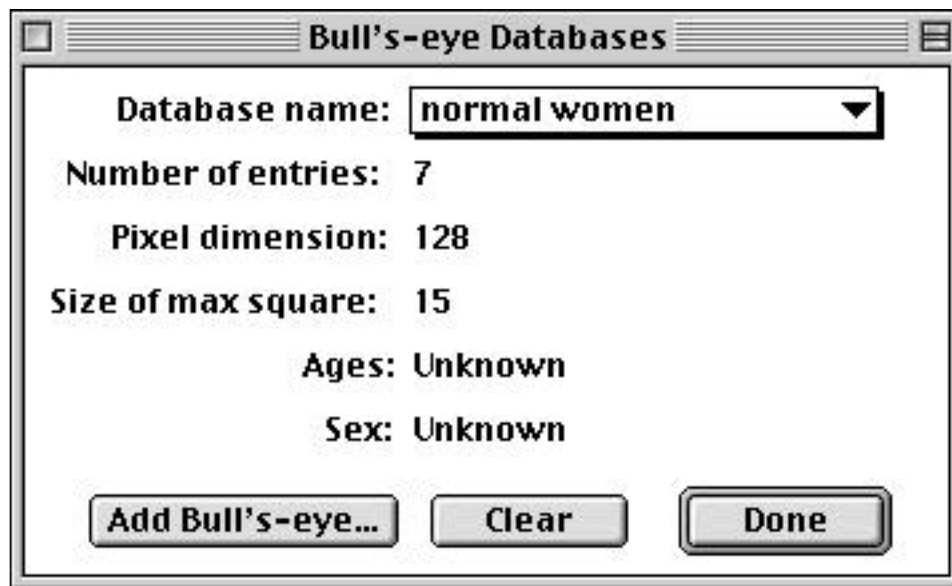 Bull's-eye Databases
Database name: normal women
Number of entries: 7
Pixel dimension: 128
Size of max square: 15
Ages: Unknown
Sex: Unknown
Add Bull's-eye... Clear Done